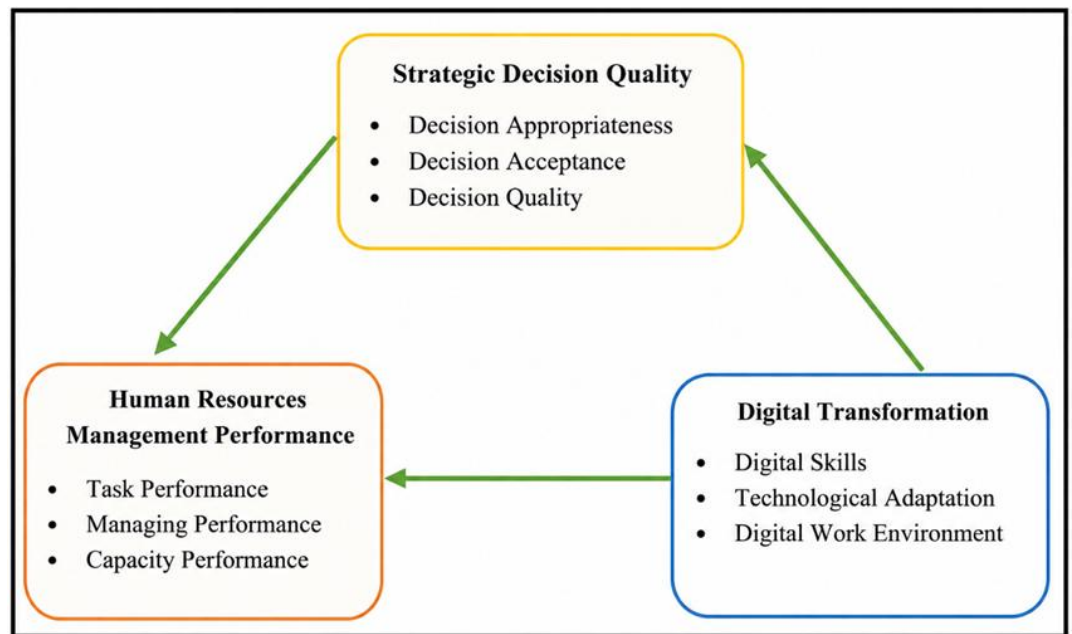 Strategic Decision Quality
• Decision Appropriateness
• Decision Acceptance
• Decision Quality
Human Resources
Management Performance
• Task Performance
• Managing Performance
• Capacity Performance
Digital Transformation
• Digital Skills
• Technological Adaptation
• Digital Work Environment